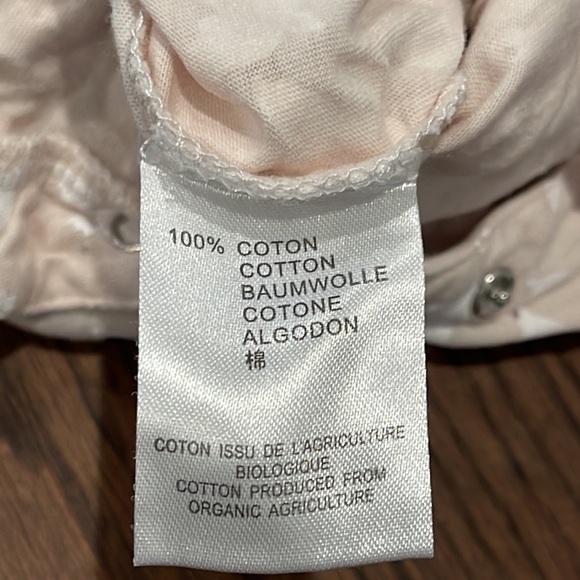 100% COTON
COTTON
BAUMWOLLE
COTONE
ALGODON
棉
COTON ISSU DE L'AGRICULTURE
BIOLOGIQUE
COTTON PRODUCED FROM
ORGANIC AGRICULTURE